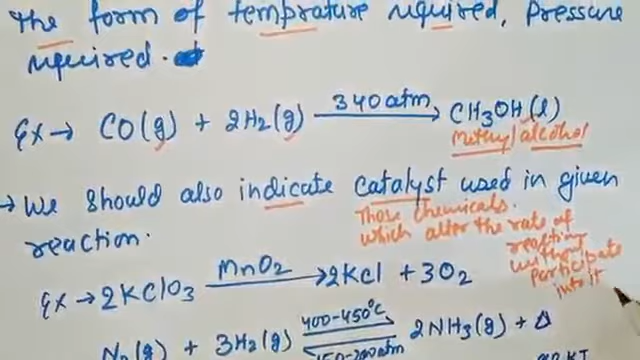 the form of temprature required, pressure
required.
Ex → CO(g) + 2H2(g) —340atm→ CH3OH(l)
Methyl alcohol
→ We should also indicate catalyst used in given
reaction.
Those chemicals
which alter the rate of
reaction
without
participate
into it
Ex → 2KClO3 —MnO2→ 2KCl + 3O2
N2(g) + 3H2(g) 400-450°C ⇌ 2NH3(g) + Δ